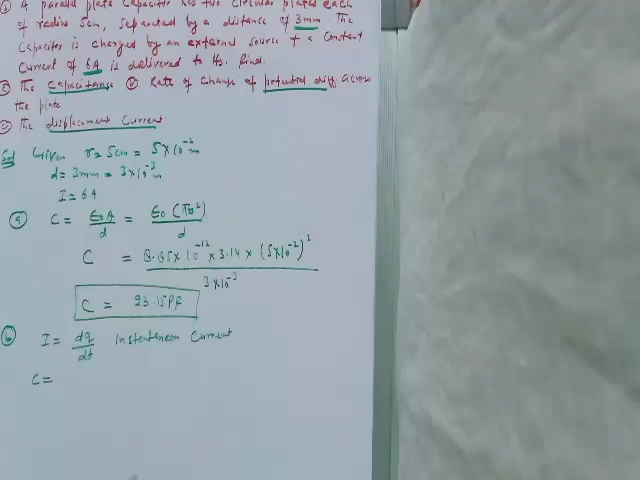 ① A parallel plate Capacitor has two Circular plates each
of radius 5cm, separated by a distance of 3mm. The
Capacitor is charged by an external source & a Constant
Current of 6A is delivered to
find.
ⓐ The Capacitance ⓑ Rate of Change of potential diff. across
the plate
ⓒ The displacement Current.
Sol Given r = 5cm = 5×10⁻²m
d = 3mm = 3×10⁻³m
I = 6A
ⓐ C = ε₀A/d = ε₀(πr²)/d
C = 8.85×10⁻¹² × 3.14 × (5×10⁻²)² / 3×10⁻³
C = 23.15PF
ⓑ I = dq/dt Instantaneon Current
C =